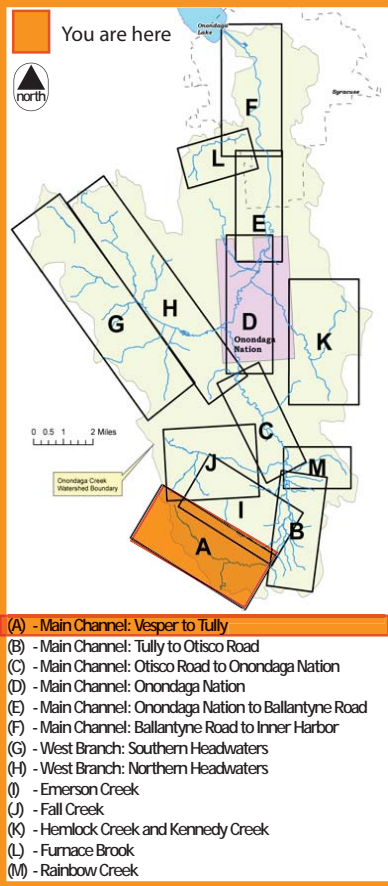 You are here
north
Onondaga
Lake
Syracuse
F
L
E
D
Onondaga
Nation
G
H
K
C
0 0.5 1 2 Miles
J
M
Onondaga Creek
Watershed Boundary
I
B
A
(A) - Main Channel: Vesper to Tully
(B) - Main Channel: Tully to Otisco Road
(C) - Main Channel: Otisco Road to Onondaga Nation
(D) - Main Channel: Onondaga Nation
(E) - Main Channel: Onondaga Nation to Ballantyne Road
(F) - Main Channel: Ballantyne Road to Inner Harbor
(G) - West Branch: Southern Headwaters
(H) - West Branch: Northern Headwaters
(I) - Emerson Creek
(J) - Fall Creek
(K) - Hemlock Creek and Kennedy Creek
(L) - Furnace Brook
(M) - Rainbow Creek